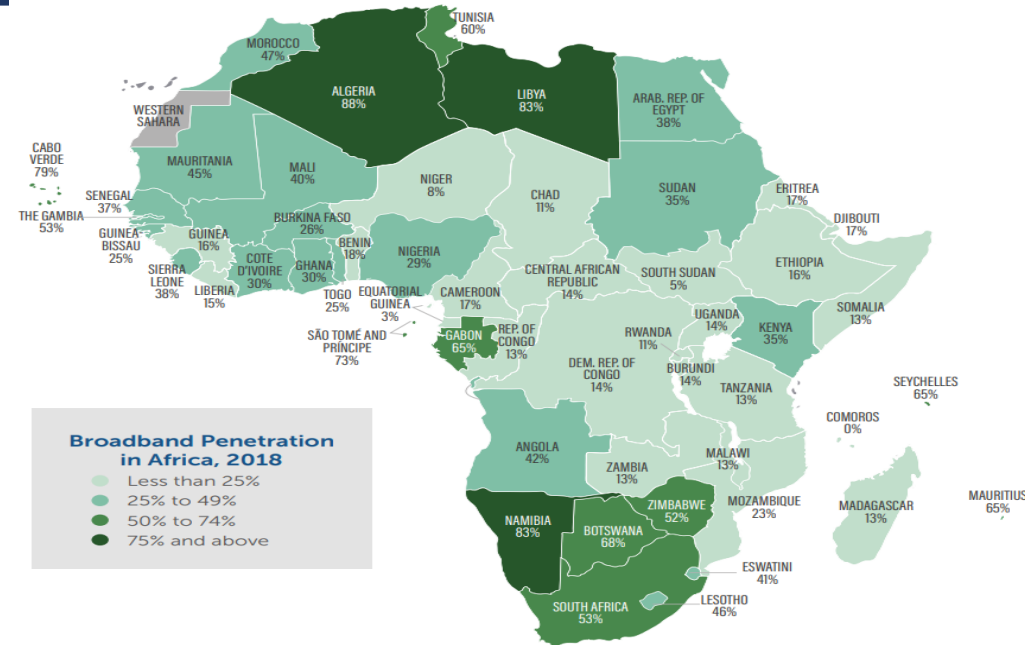 TUNISIA
60%
MOROCCO
47%
ALGERIA
88%
LIBYA
83%
ARAB. REP. OF
EGYPT
38%
WESTERN
SAHARA
CABO
VERDE
79%
MAURITANIA
45%
MALI
40%
NIGER
8%
CHAD
11%
SUDAN
35%
ERITREA
17%
SENEGAL
37%
THE GAMBIA
53%
DJIBOUTI
17%
GUINEA-
BISSAU
25%
GUINEA
16%
BURKINA FASO
26%
BENIN
18%
NIGERIA
29%
ETHIOPIA
16%
SIERRA
LEONE
38%
LIBERIA
15%
COTE
D'IVOIRE
30%
GHANA
30%
TOGO
25%
EQUATORIAL
GUINEA
3%
CAMEROON
17%
CENTRAL AFRICAN
REPUBLIC
14%
SOUTH SUDAN
5%
SOMALIA
13%
UGANDA
14%
KENYA
35%
SÃO TOMÉ AND
PRÍNCIPE
73%
GABON
65%
REP. OF
CONGO
13%
RWANDA
11%
DEM. REP. OF
CONGO
14%
BURUNDI
14%
TANZANIA
13%
SEYCHELLES
65%
COMOROS
0%
ANGOLA
42%
ZAMBIA
13%
MALAWI
13%
MOZAMBIQUE
23%
MADAGASCAR
13%
MAURITIUS
65%
NAMIBIA
83%
BOTSWANA
68%
ZIMBABWE
52%
ESWATINI
41%
LESOTHO
46%
SOUTH AFRICA
53%
Broadband Penetration
in Africa, 2018
Less than 25%
25% to 49%
50% to 74%
75% and above